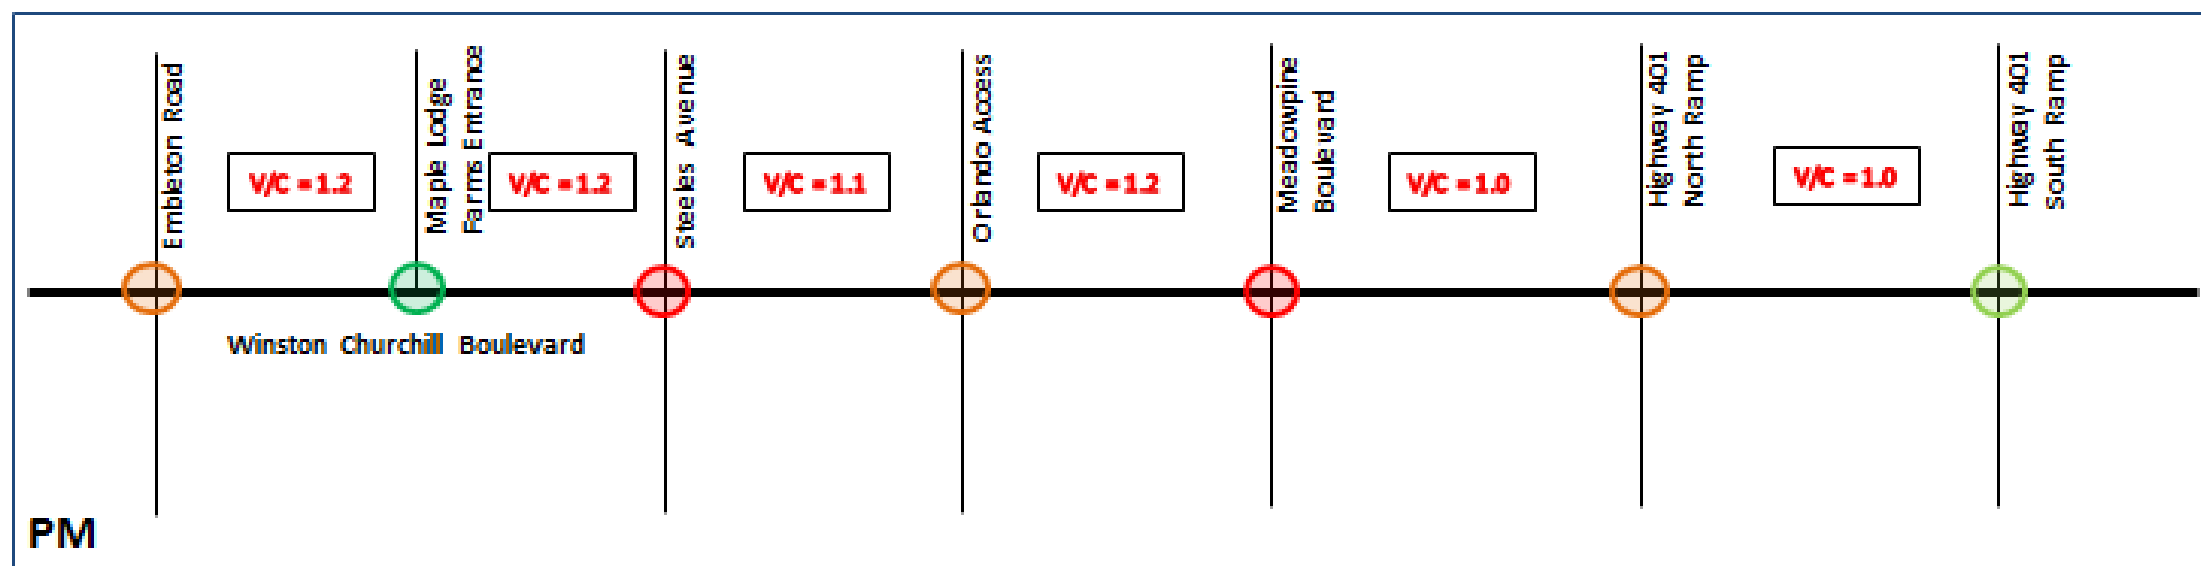 Embleton Road
Maple Lodge
Farms Entrance
Steeles Avenue
Orlando Access
Meadowpine
Boulevard
Highway 401
North Ramp
Highway 401
South Ramp
V/C = 1.2
V/C = 1.2
V/C = 1.1
V/C = 1.2
V/C = 1.0
V/C = 1.0
Winston Churchill Boulevard
PM